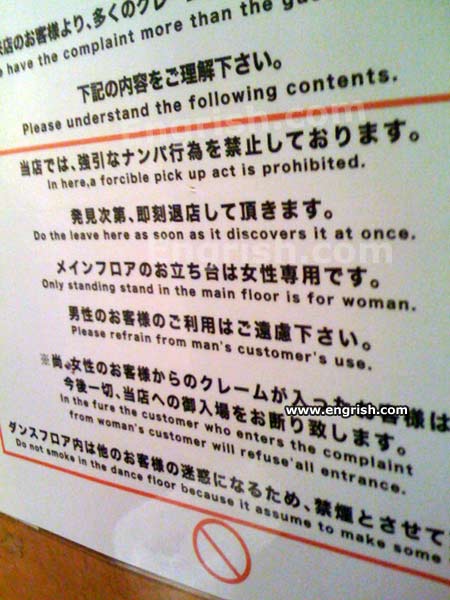 来店のお客様より、多くのクレーム
have the complaint more than the
下記の内容をご理解下さい。
Please understand the following contents.
当店では、強引なナンパ行為を禁止しております。
In here,a forcible pick up act is prohibited.
発見次第、即刻退店して頂きます。
Do the leave here as soon as it discovers it at once.
メインフロアのお立ち台は女性専用です。
Only standing stand in the main floor is for woman.
男性のお客様のご利用はご遠慮下さい。
Please refrain from man's customer's use.
※尚、女性のお客様からのクレームが入った お客様は
www.engrish.com
今後一切、当店への御入場をお断り致します。
In the fure the customer who enters the complaint
from woman's customer will refuse'all entrance.
ダンスフロア内は他のお客様の迷惑になるため、禁煙とさせて
Do not smoke in the dance floor because it assume to make some
Engrish.com
Engrish.com